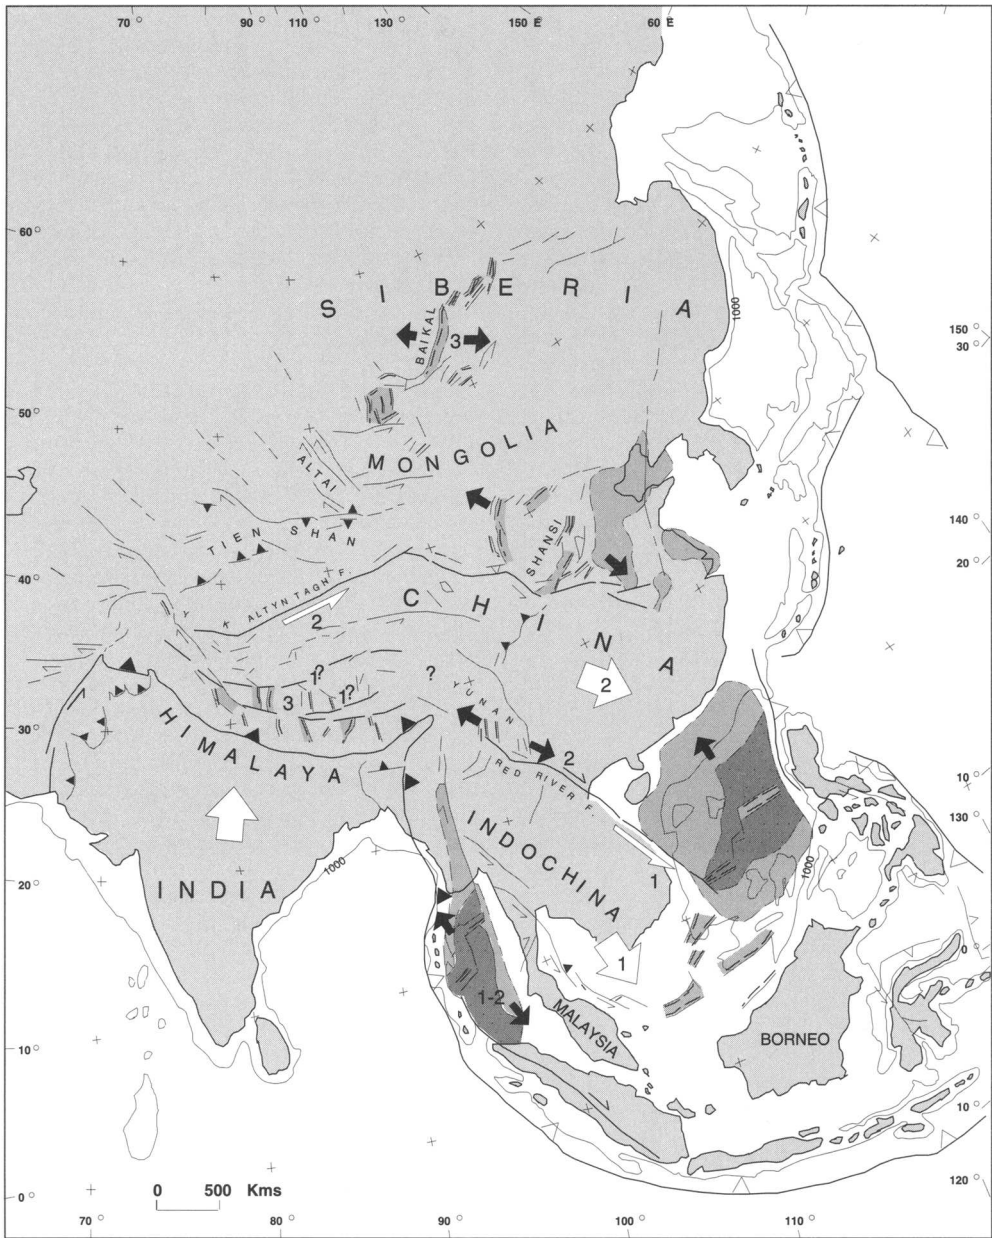 70° 90° 110° 130° 150° E 60 E
60°
SIBERIA
1000
BAIKAL
3
150°
30°
50°
MONGOLIA
ALTAI
TIEN SHAN
SHANSI
140°
20°
40°
ALTYN TAGH F.
CHINA
2
1?
?
3
1?
YUNAN
2
30°
HIMALAYA
2
RED RIVER F.
10°
130°
INDOCHINA
1000
1000
20°
INDIA
1
1
1-2
MALAYSIA
BORNEO
10°
10°
120°
0 500 Kms
0°
70° 80° 90° 100° 110°